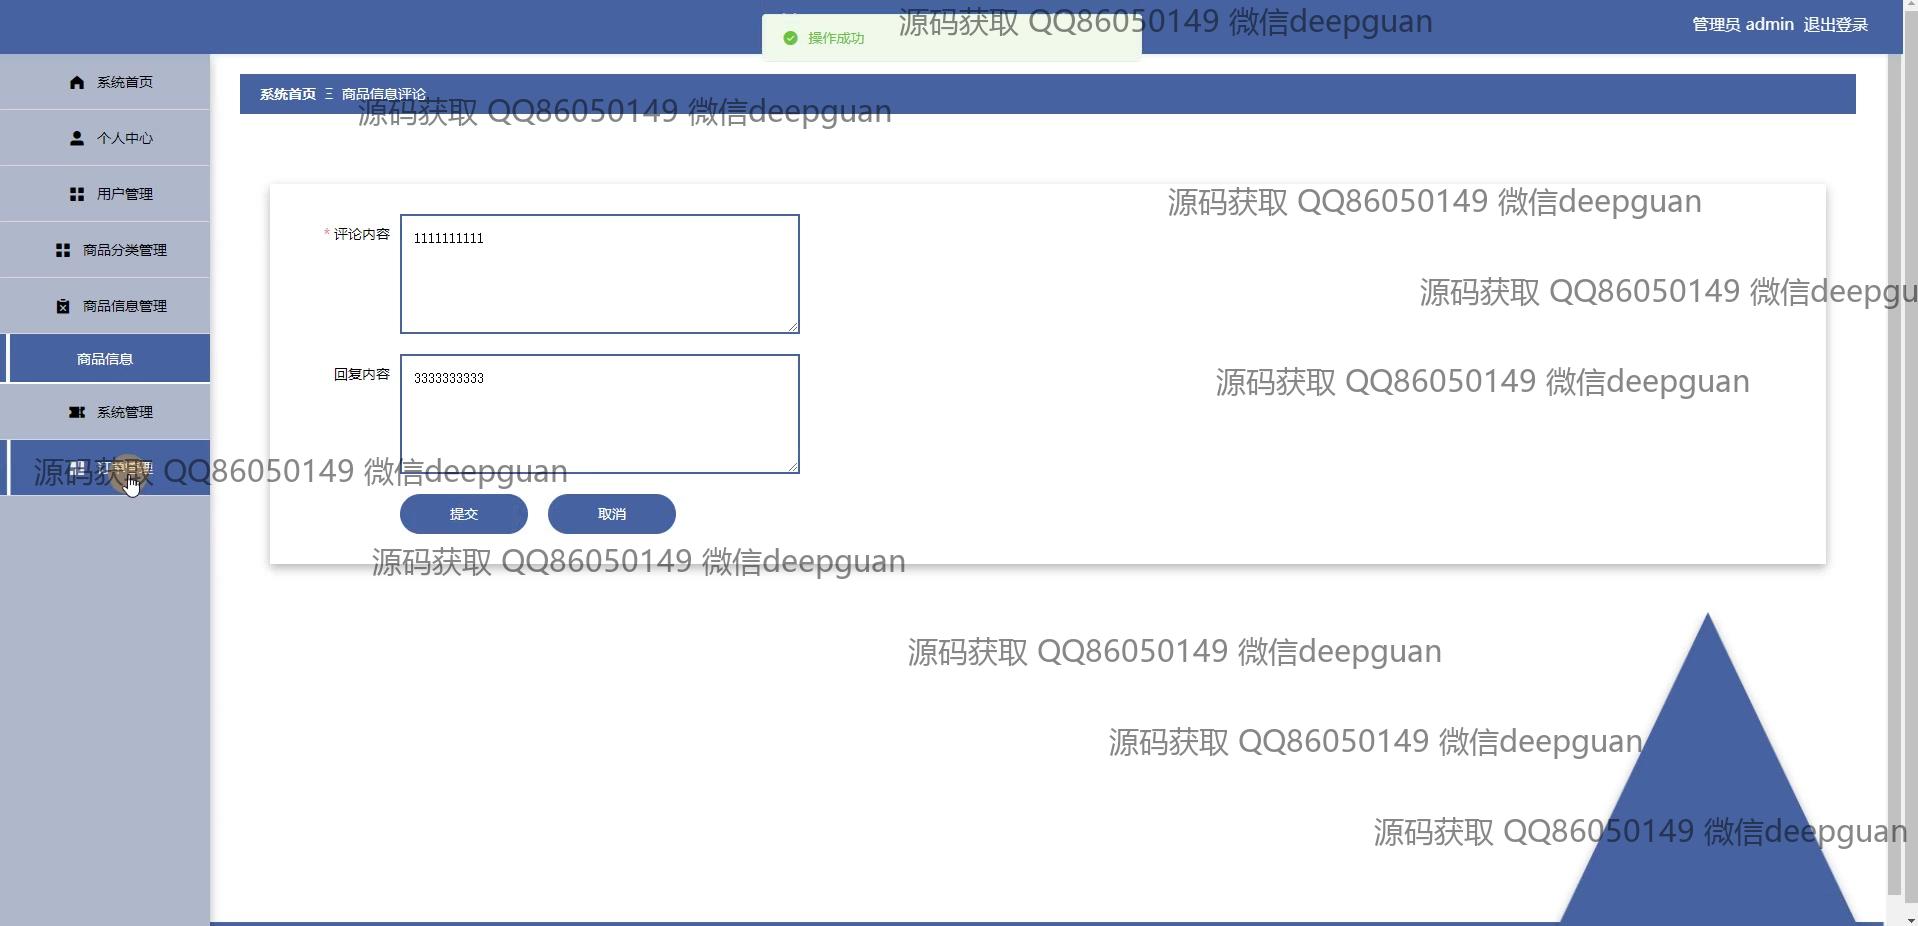 源码获取 QQ86050149 微信deepguan
操作成功
管理员 admin 退出登录
系统首页
个人中心
用户管理
商品分类管理
商品信息管理
商品信息
系统管理
系统首页 Ξ 商品信息评论
源码获取 QQ86050149 微信deepguan
源码获取 QQ86050149 微信deepguan
* 评论内容
1111111111
源码获取 QQ86050149 微信deepgu
回复内容
3333333333
源码获取 QQ86050149 微信deepguan
源码获取 QQ86050149 微信deepguan
提交
取消
源码获取 QQ86050149 微信deepguan
源码获取 QQ86050149 微信deepguan
源码获取 QQ86050149 微信deepguan
源码获取 QQ86050149 微信deepguan